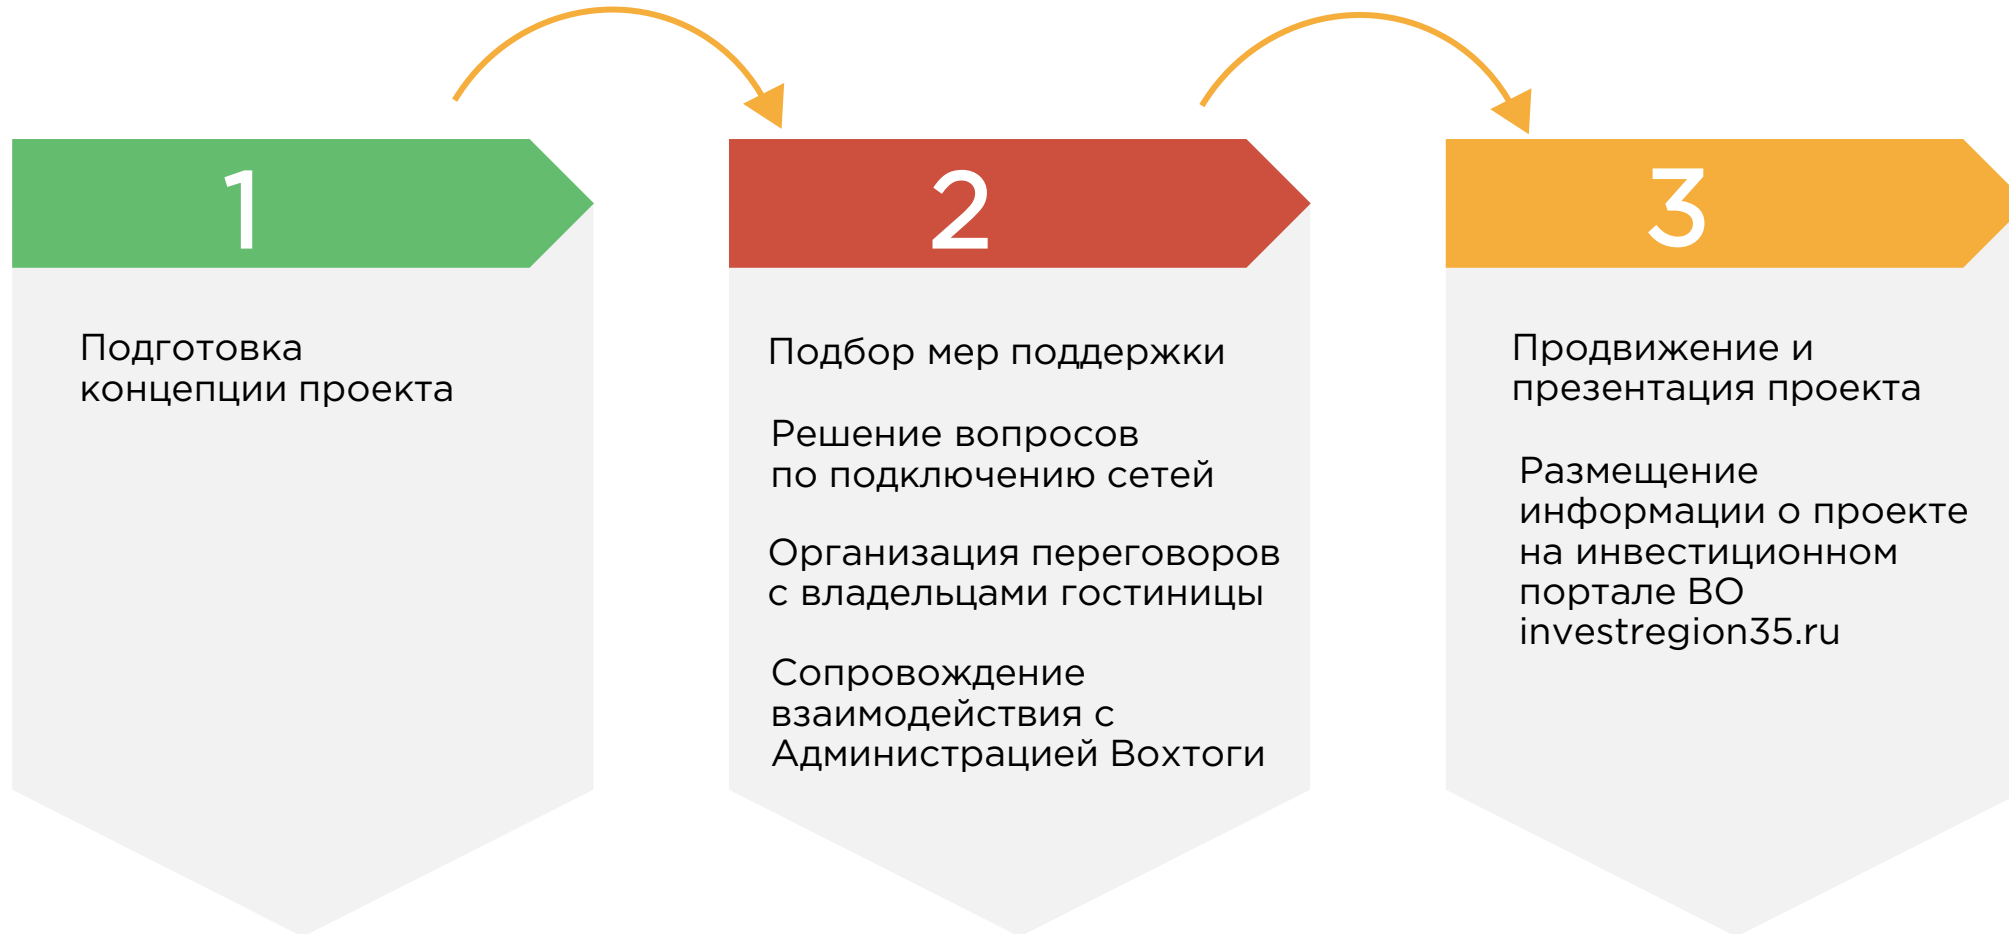 1
Подготовка
концепции проекта
2
Подбор мер поддержки
Решение вопросов
по подключению сетей
Организация переговоров
с владельцами гостиницы
Сопровождение
взаимодействия с
Администрацией Вохтоги
3
Продвижение и
презентация проекта
Размещение
информации о проекте
на инвестиционном
портале ВО
investregion35.ru